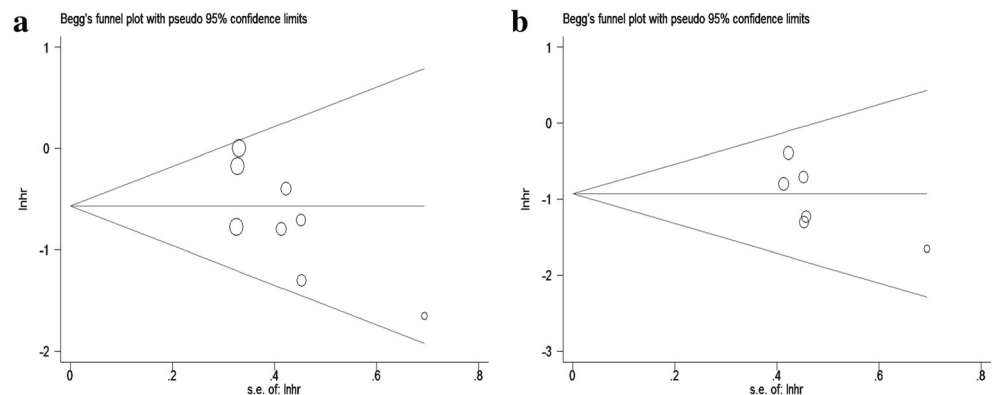 a
Begg's funnel plot with pseudo 95% confidence limits
1
0
-1
-2
lnhr
0 .2 .4 .6 .8
s.e. of: lnhr
b
Begg's funnel plot with pseudo 95% confidence limits
1
0
-1
-2
-3
lnhr
0 .2 .4 .6 .8
s.e. of: lnhr